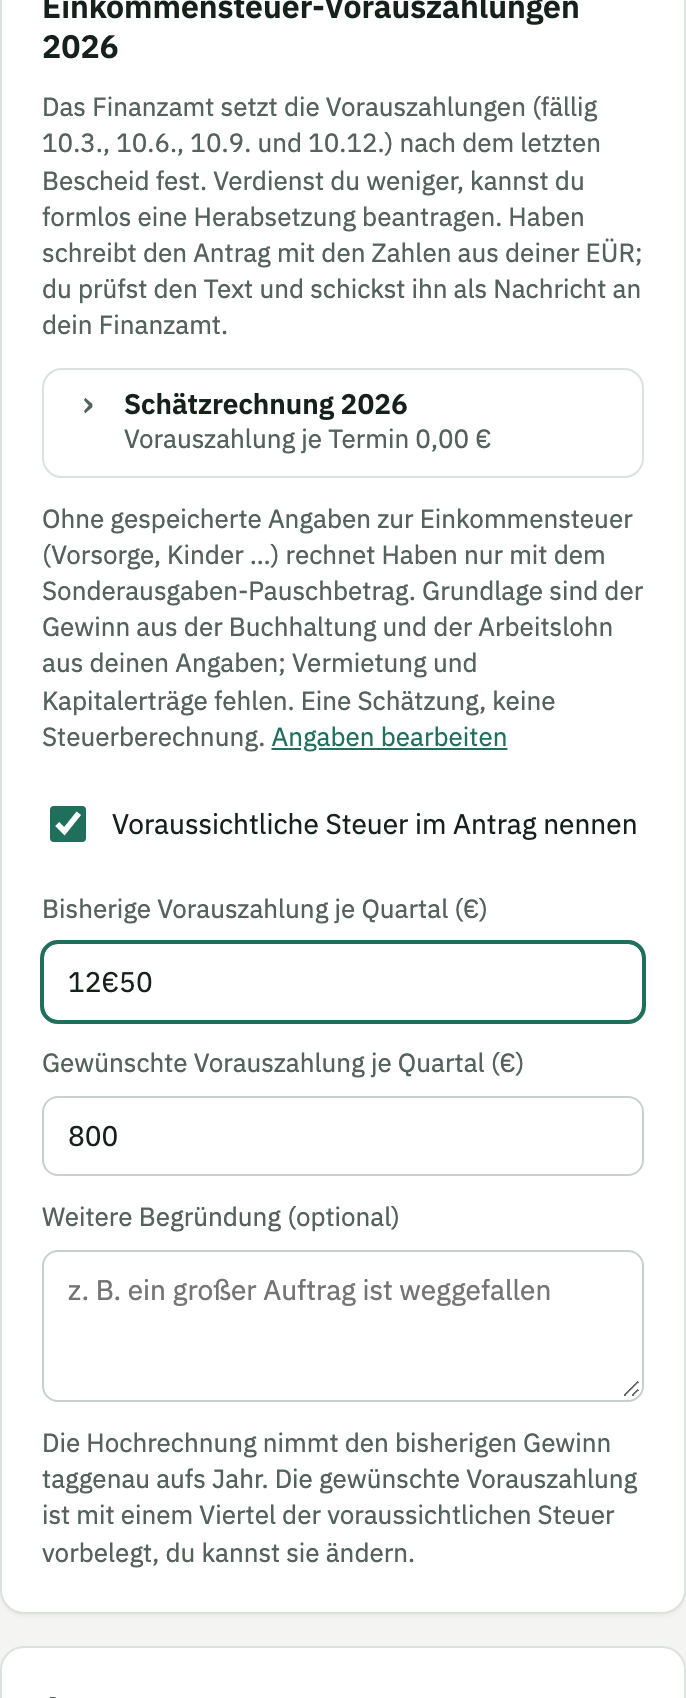 Einkommensteuer-Vorauszahlungen
2026
Das Finanzamt setzt die Vorauszahlungen (fällig
10.3., 10.6., 10.9. und 10.12.) nach dem letzten
Bescheid fest. Verdienst du weniger, kannst du
formlos eine Herabsetzung beantragen. Haben
schreibt den Antrag mit den Zahlen aus deiner EÜR;
du prüfst den Text und schickst ihn als Nachricht an
dein Finanzamt.
Schätzrechnung 2026
Vorauszahlung je Termin 0,00 €
Ohne gespeicherte Angaben zur Einkommensteuer
(Vorsorge, Kinder …) rechnet Haben nur mit dem
Sonderausgaben-Pauschbetrag. Grundlage sind der
Gewinn aus der Buchhaltung und der Arbeitslohn
aus deinen Angaben; Vermietung und
Kapitalerträge fehlen. Eine Schätzung, keine
Steuerberechnung. Angaben bearbeiten
Voraussichtliche Steuer im Antrag nennen
Bisherige Vorauszahlung je Quartal (€)
12€50
Gewünschte Vorauszahlung je Quartal (€)
800
Weitere Begründung (optional)
z. B. ein großer Auftrag ist weggefallen
Die Hochrechnung nimmt den bisherigen Gewinn
taggenau aufs Jahr. Die gewünschte Vorauszahlung
ist mit einem Viertel der voraussichtlichen Steuer
vorbelegt, du kannst sie ändern.